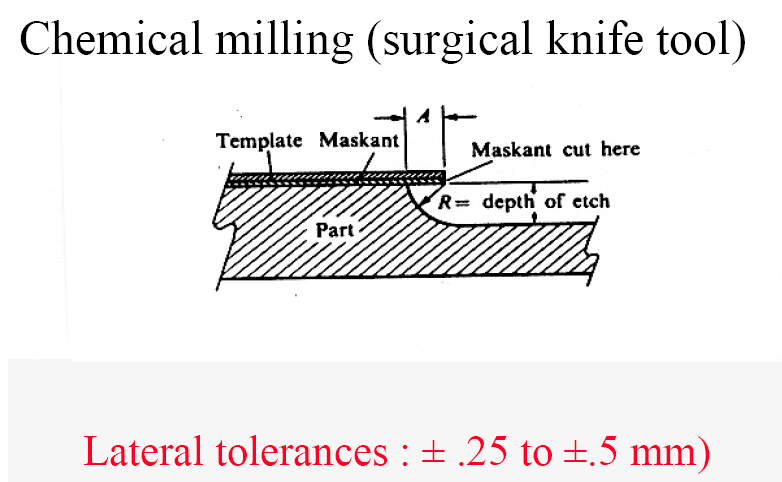 Chemical milling (surgical knife tool)
A
Template Maskant
Maskant cut here
R= depth of etch
Part
Lateral tolerances : ± .25 to ±.5 mm)